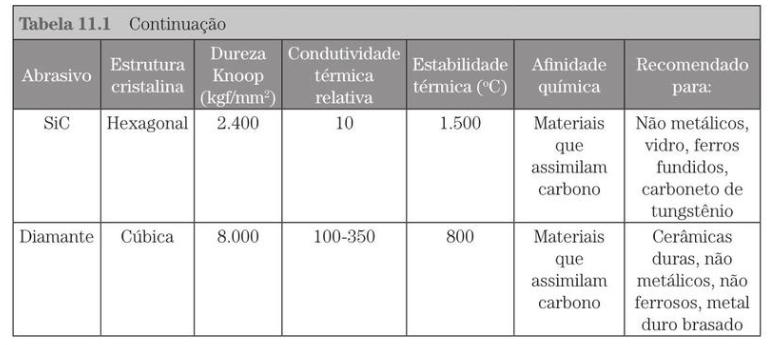 Tabela 11.1 Continuação
Abrasivo Estrutura cristalina Dureza Knoop (kgf/mm²) Condutividade térmica relativa Estabilidade térmica (ºC) Afinidade química Recomendado para:
SiC Hexagonal 2.400 10 1.500 Materiais que assimilam carbono Não metálicos, vidro, ferros fundidos, carboneto de tungstênio
Diamante Cúbica 8.000 100-350 800 Materiais que assimilam carbono Cerâmicas duras, não metálicos, não ferrosos, metal duro brasado